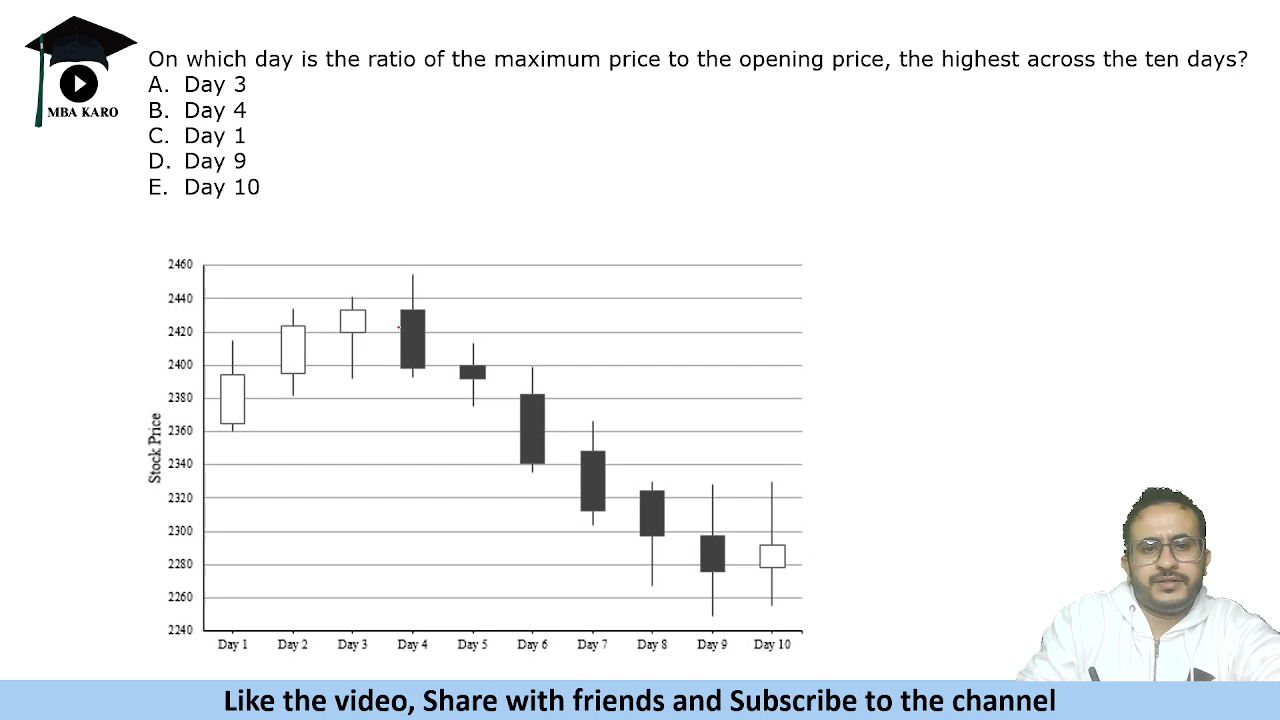 On which day is the ratio of the maximum price to the opening price, the highest across the ten days?
A. Day 3
B. Day 4
MBA KARO
C. Day 1
D. Day 9
E. Day 10
2460
2440
2420
2400
2380
2360
2340
2320
2300
2280
2260
2240
Stock Price
Day 1 Day 2 Day 3 Day 4 Day 5 Day 6 Day 7 Day 8 Day 9 Day 10
Like the video, Share with friends and Subscribe to the channel